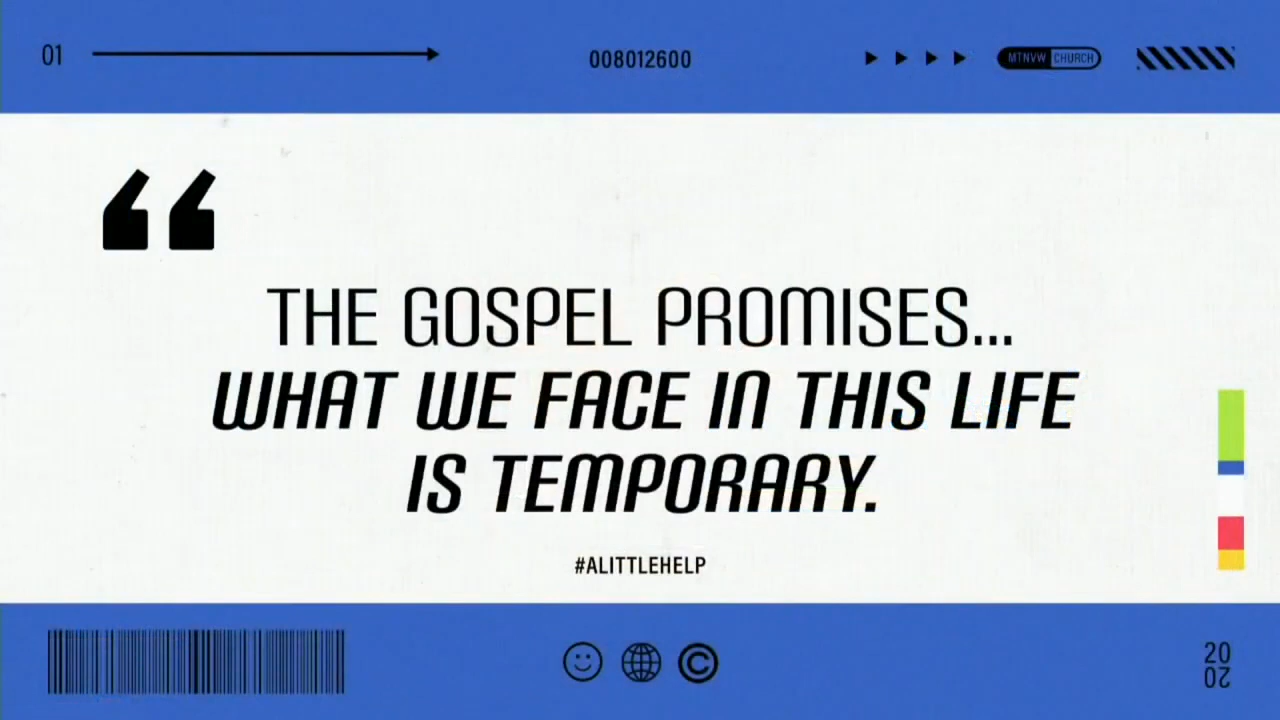 01
008012600
MTNVW CHURCH
“
THE GOSPEL PROMISES...
WHAT WE FACE IN THIS LIFE
IS TEMPORARY.
#ALITTLEHELP
©
20
20